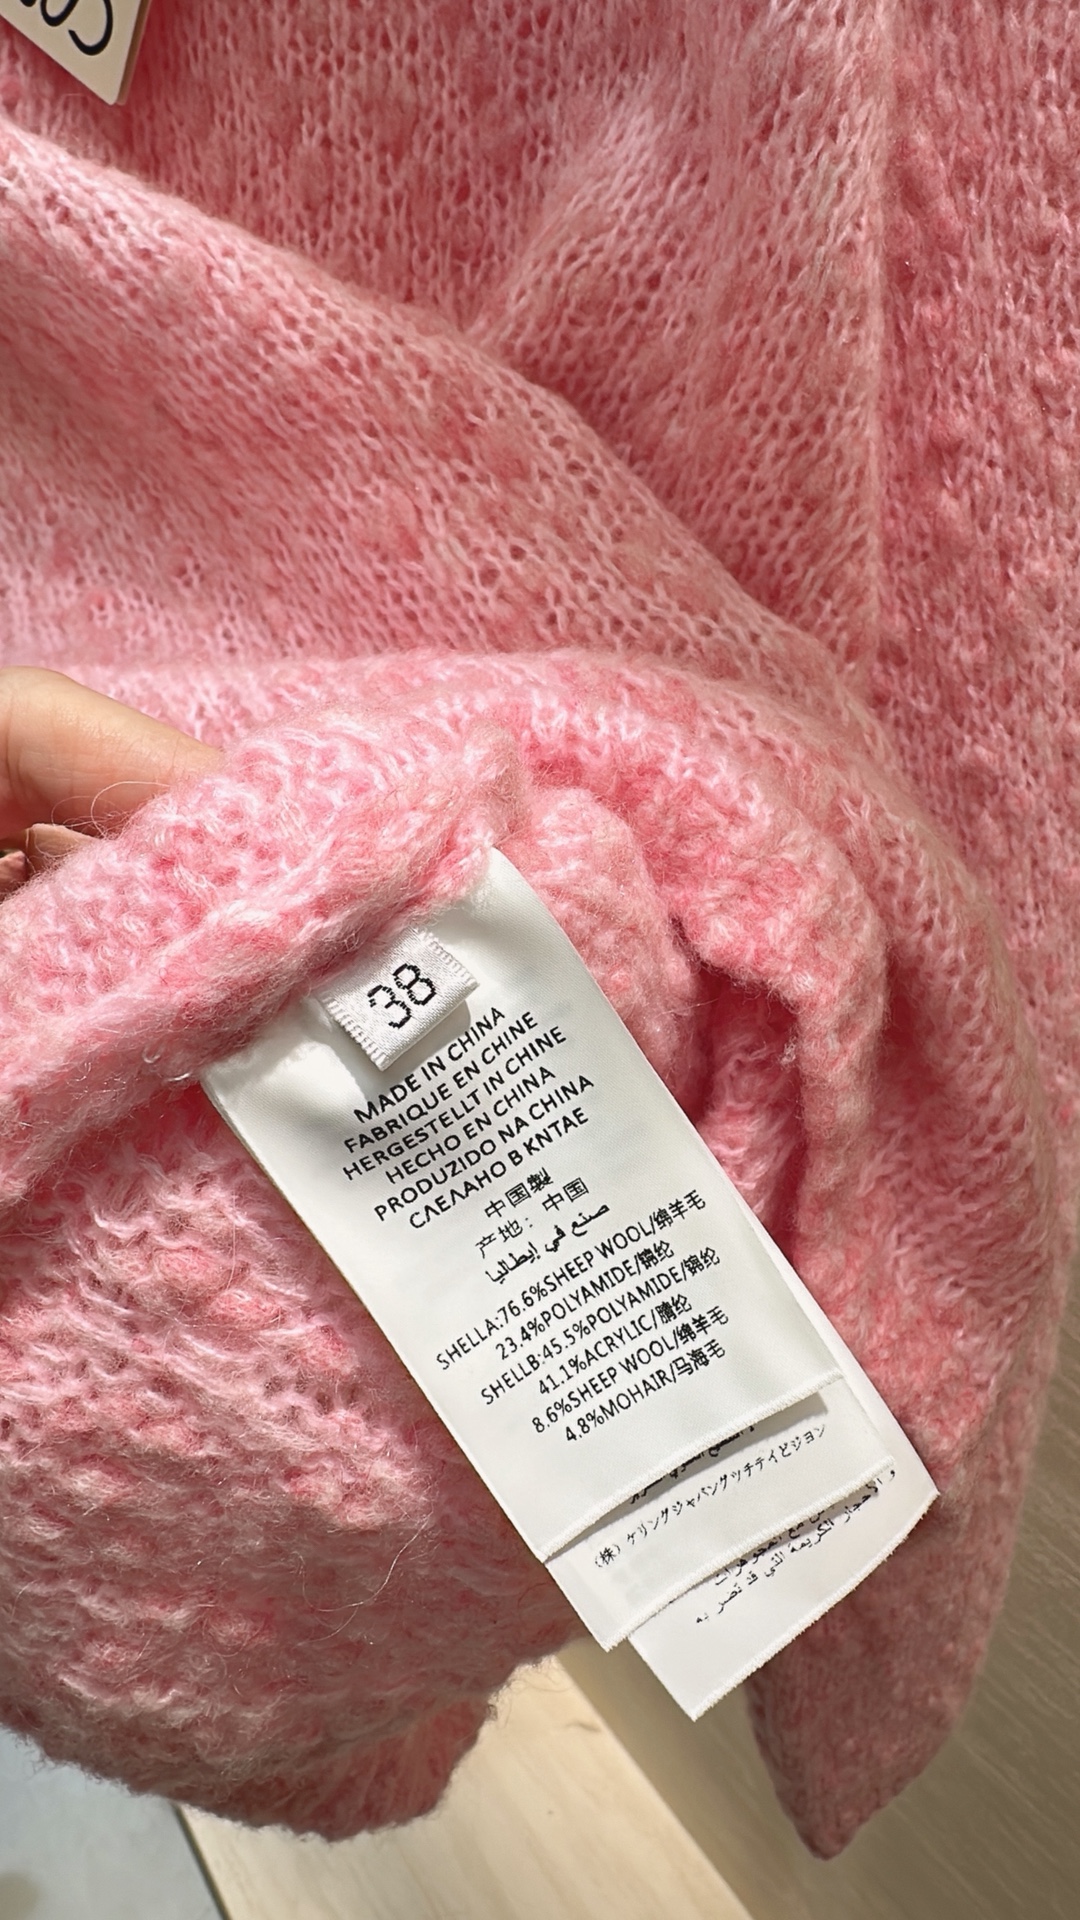 38
MADE IN CHINA
FABRIQUE EN CHINE
HERGESTELLT IN CHINE
HECHO EN CHINA
PRODUZIDO NA CHINA
СЛЕЛАНО В KNTAE
中国製
产地：中国
صنع في إيطاليا
SHELLA:76.6%SHEEP WOOL/绵羊毛
23.4%POLYAMIDE/锦纶
SHELLB:45.5%POLYAMIDE/锦纶
41.1%ACRYLIC/腈纶
8.6%SHEEP WOOL/绵羊毛
4.8%MOHAIR/马海毛
(株) ケリングジャパングッチディビジョン